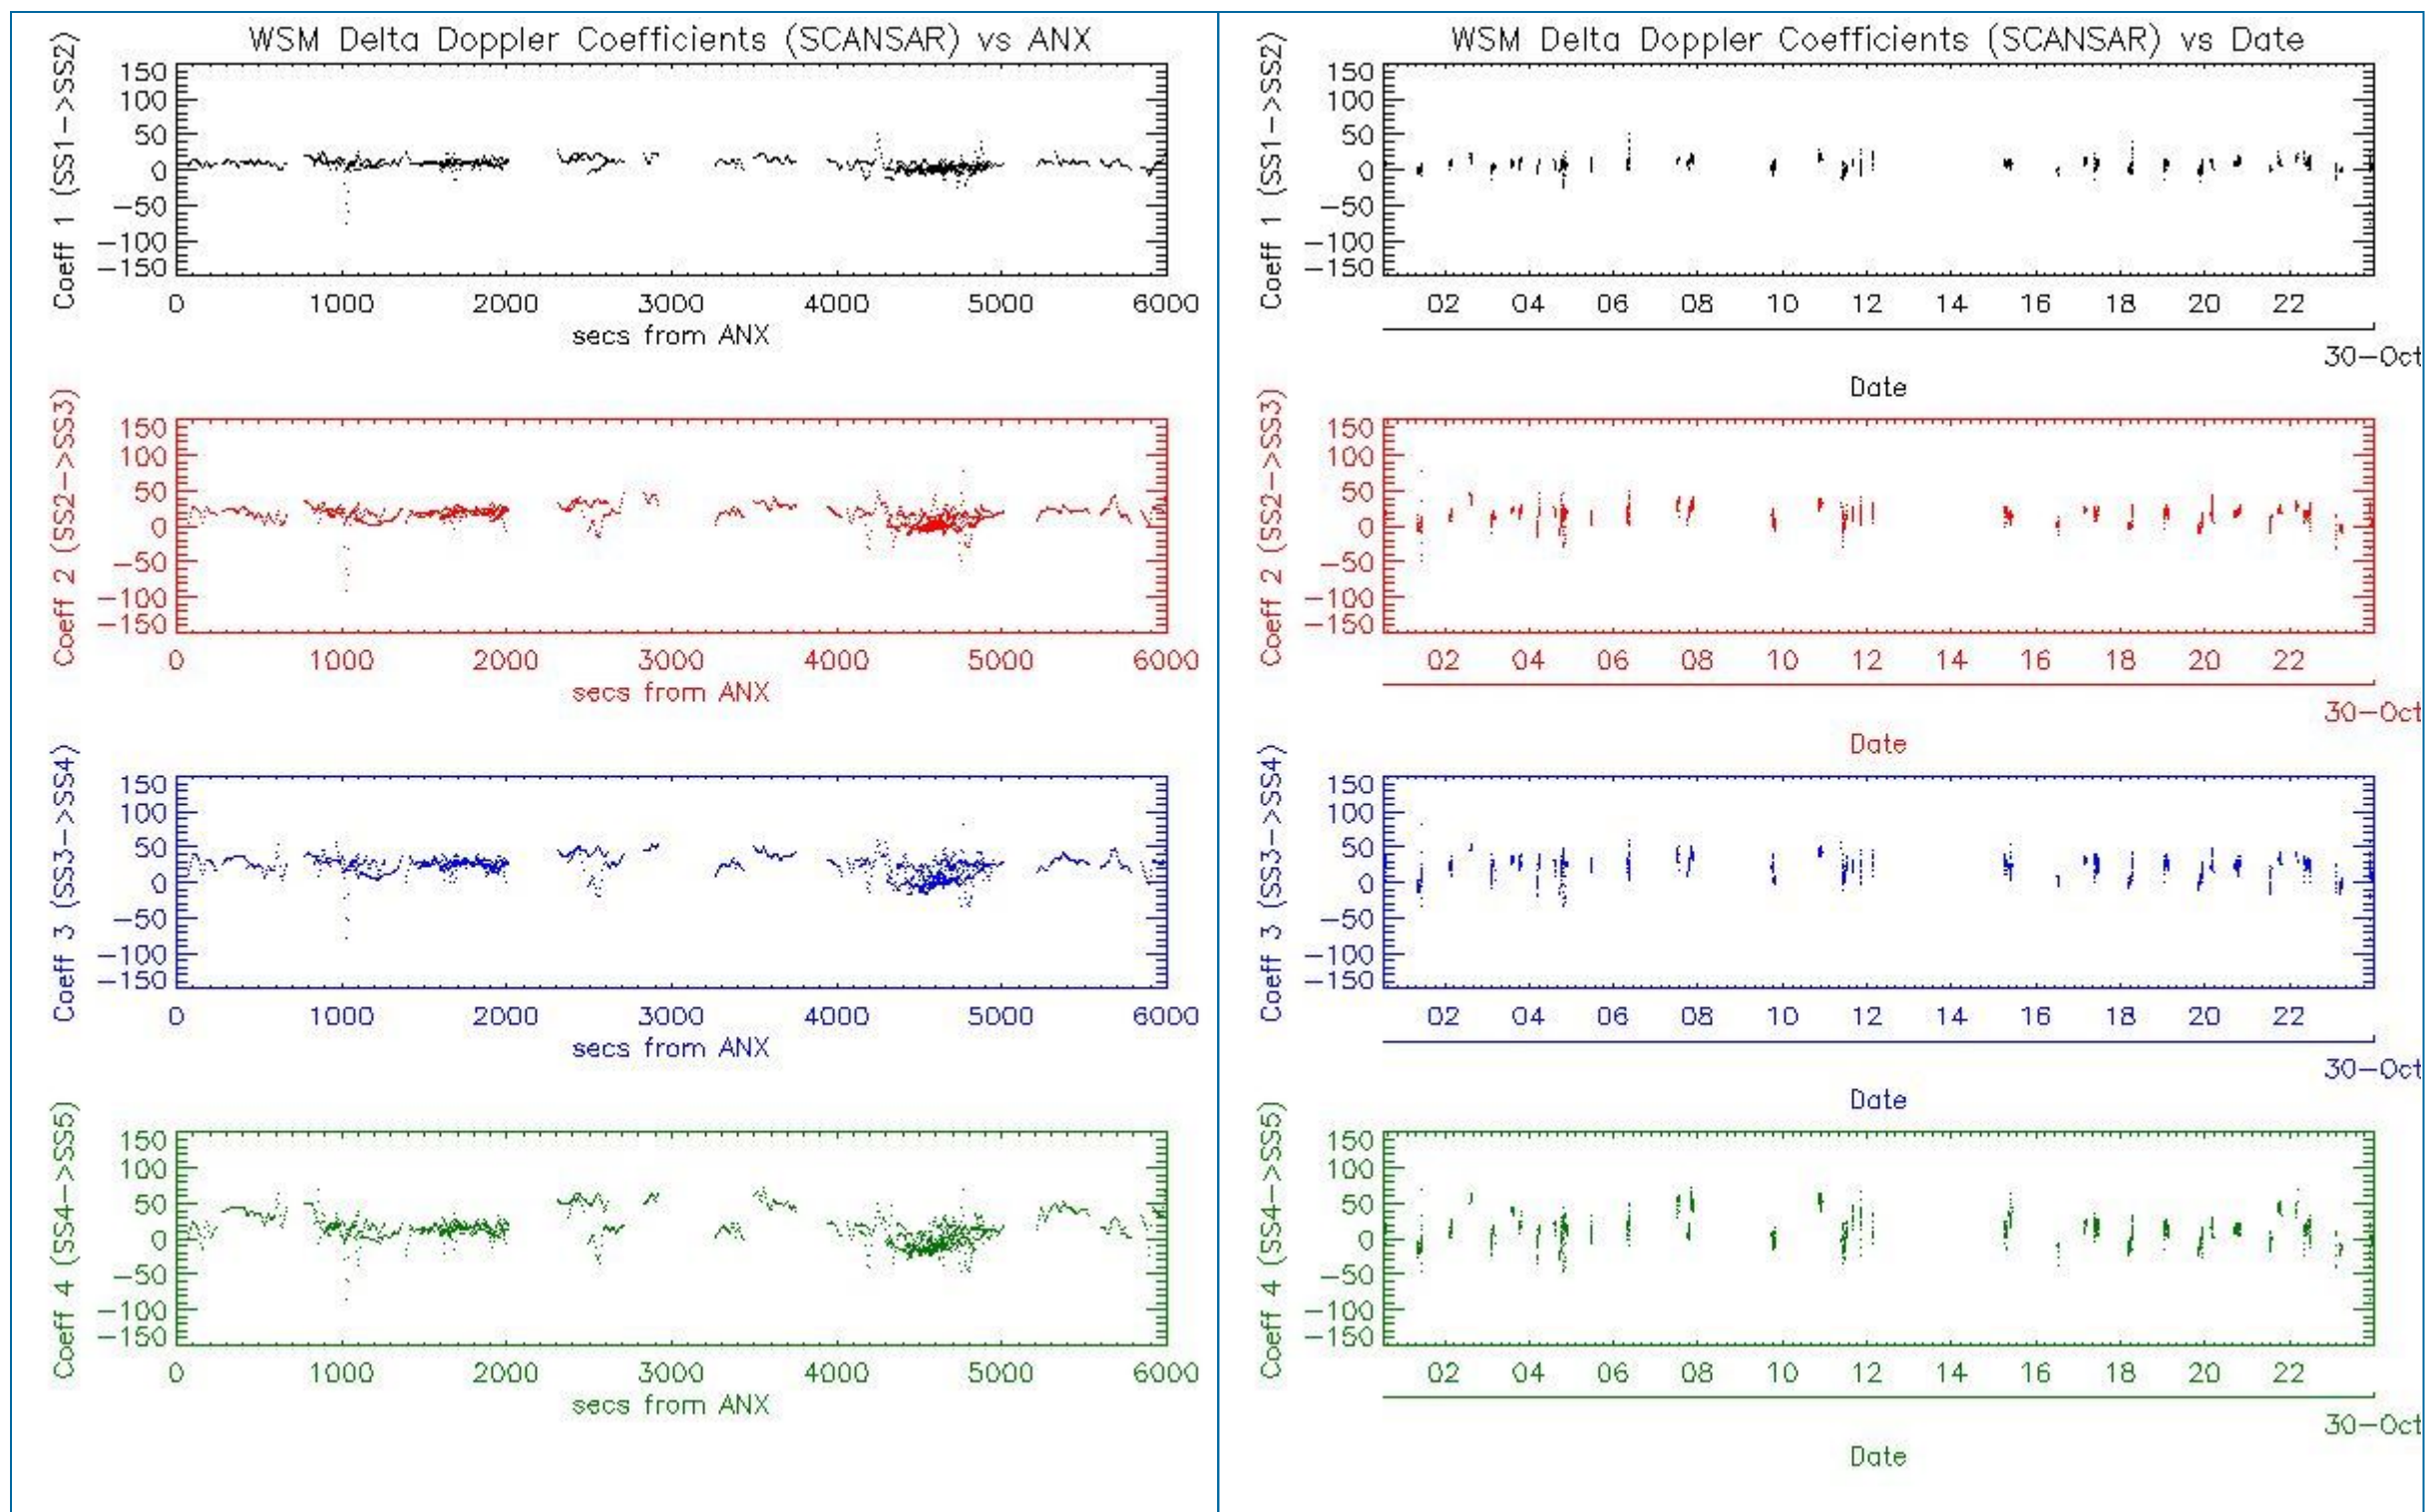 WSM Delta Doppler Coefficients (SCANSAR) vs ANX
Coeff 1 (SS1->SS2)
150
100
50
0
-50
-100
-150
0 1000 2000 3000 4000 5000 6000
secs from ANX
Coeff 2 (SS2->SS3)
150
100
50
0
-50
-100
-150
0 1000 2000 3000 4000 5000 6000
secs from ANX
Coeff 3 (SS3->SS4)
150
100
50
0
-50
-100
-150
0 1000 2000 3000 4000 5000 6000
secs from ANX
Coeff 4 (SS4->SS5)
150
100
50
0
-50
-100
-150
0 1000 2000 3000 4000 5000 6000
secs from ANX
WSM Delta Doppler Coefficients (SCANSAR) vs Date
Coeff 1 (SS1->SS2)
150
100
50
0
-50
-100
-150
02 04 06 08 10 12 14 16 18 20 22
30-Oct
Date
Coeff 2 (SS2->SS3)
150
100
50
0
-50
-100
-150
02 04 06 08 10 12 14 16 18 20 22
30-Oct
Date
Coeff 3 (SS3->SS4)
150
100
50
0
-50
-100
-150
02 04 06 08 10 12 14 16 18 20 22
30-Oct
Date
Coeff 4 (SS4->SS5)
150
100
50
0
-50
-100
-150
02 04 06 08 10 12 14 16 18 20 22
30-Oct
Date